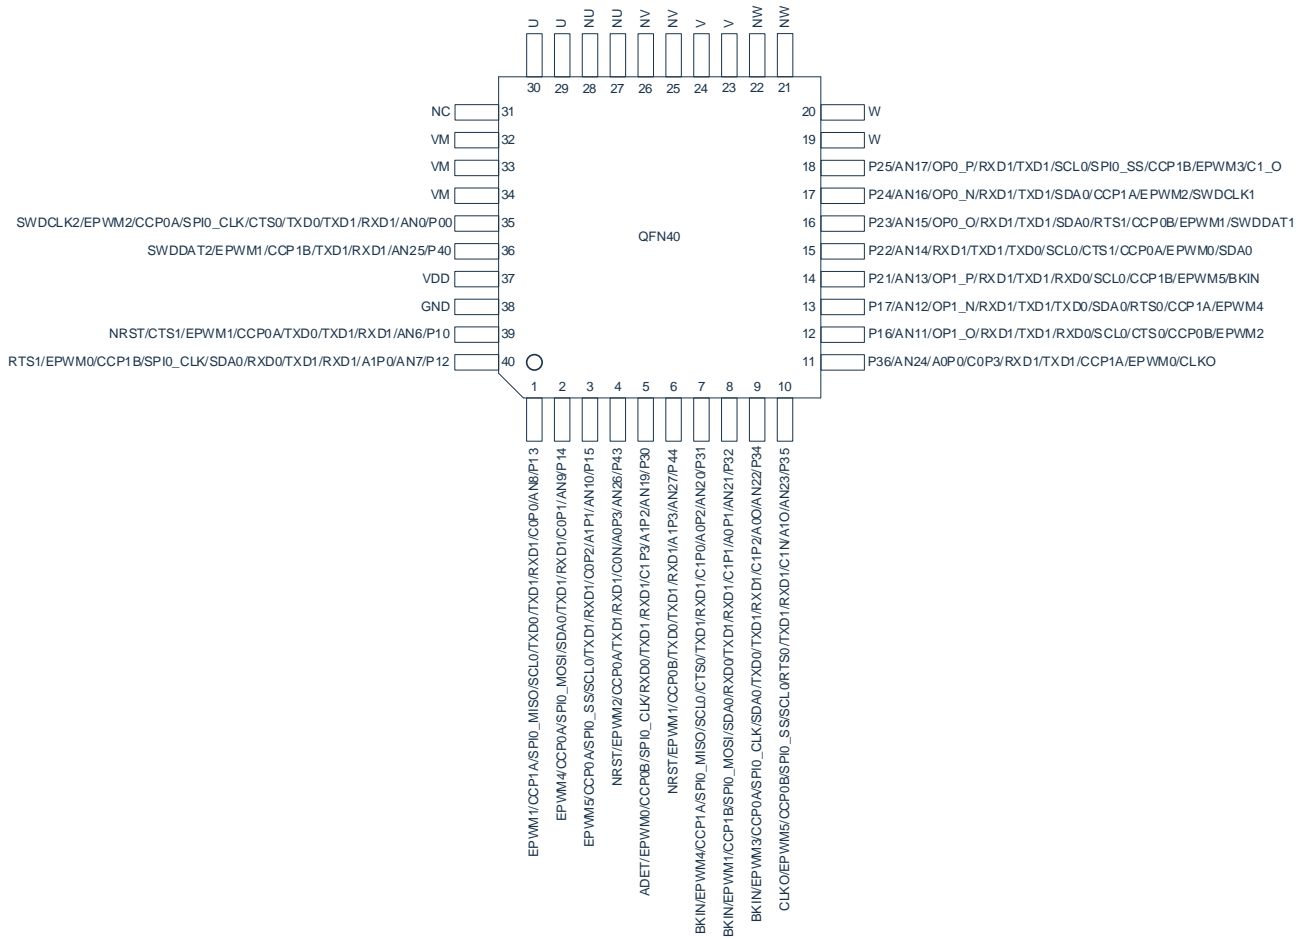 U
U
NU
NU
NV
NV
V
V
NW
NW
30
29
28
27
26
25
24
23
22
21
NC 31
VM 32
VM 33
VM 34
SWDCLK2/EPWM2/CCP0A/SPI0_CLK/CTS0/TXD0/TXD1/RXD1/AN0/P00 35
SWDDAT2/EPWM1/CCP1B/TXD1/RXD1/AN25/P40 36
VDD 37
GND 38
NRST/CTS1/EPWM1/CCP0A/TXD0/TXD1/RXD1/AN6/P10 39
RTS1/EPWM0/CCP1B/SPI0_CLK/SDA0/RXD0/TXD1/RXD1/A1P0/AN7/P12 40
QFN40
20 W
19 W
18 P25/AN17/OP0_P/RXD1/TXD1/SCL0/SPI0_SS/CCP1B/EPWM3/C1_O
17 P24/AN16/OP0_N/RXD1/TXD1/SDA0/CCP1A/EPWM2/SWDCLK1
16 P23/AN15/OP0_O/RXD1/TXD1/SDA0/RTS1/CCP0B/EPWM1/SWDDAT1
15 P22/AN14/RXD1/TXD1/TXD0/SCL0/CTS1/CCP0A/EPWM0/SDA0
14 P21/AN13/OP1_P/RXD1/TXD1/RXD0/SCL0/CCP1B/EPWM5/BKIN
13 P17/AN12/OP1_N/RXD1/TXD1/TXD0/SDA0/RTS0/CCP1A/EPWM4
12 P16/AN11/OP1_O/RXD1/TXD1/RXD0/SCL0/CTS0/CCP0B/EPWM2
11 P36/AN24/A0P0/C0P3/RXD1/TXD1/CCP1A/EPWM0/CLKO
1
2
3
4
5
6
7
8
9
10
EPWM1/CCP1A/SPI0_MISO/SCL0/TXD0/TXD1/RXD1/C0P0/AN8/P13
EPWM4/CCP0A/SPI0_MOSI/SDA0/TXD1/RXD1/C0P1/AN9/P14
EPWM5/CCP0A/SPI0_SS/SCL0/TXD1/RXD1/C0P2/A1P1/AN10/P15
NRST/EPWM2/CCP0A/TXD1/RXD1/C0N/A0P3/AN26/P43
ADET/EPWM0/CCP0B/SPI0_CLK/RXD0/TXD1/RXD1/C1P3/A1P2/AN19/P30
NRST/EPWM1/CCP0B/TXD0/TXD1/RXD1/A1P3/AN27/P44
BKIN/EPWM4/CCP1A/SPI0_MISO/SCL0/CTS0/TXD1/RXD1/C1P0/A0P2/AN20/P31
BKIN/EPWM1/CCP1B/SPI0_MOSI/SDA0/RXD0/TXD1/RXD1/C1P1/A0P1/AN21/P32
BKIN/EPWM3/CCP0A/SPI0_CLK/SDA0/TXD0/TXD1/RXD1/C1P2/A0O/AN22/P34
CLKO/EPWM5/CCP0B/SPI0_SS/SCL0/RTS0/TXD1/RXD1/C1N/A1O/AN23/P35